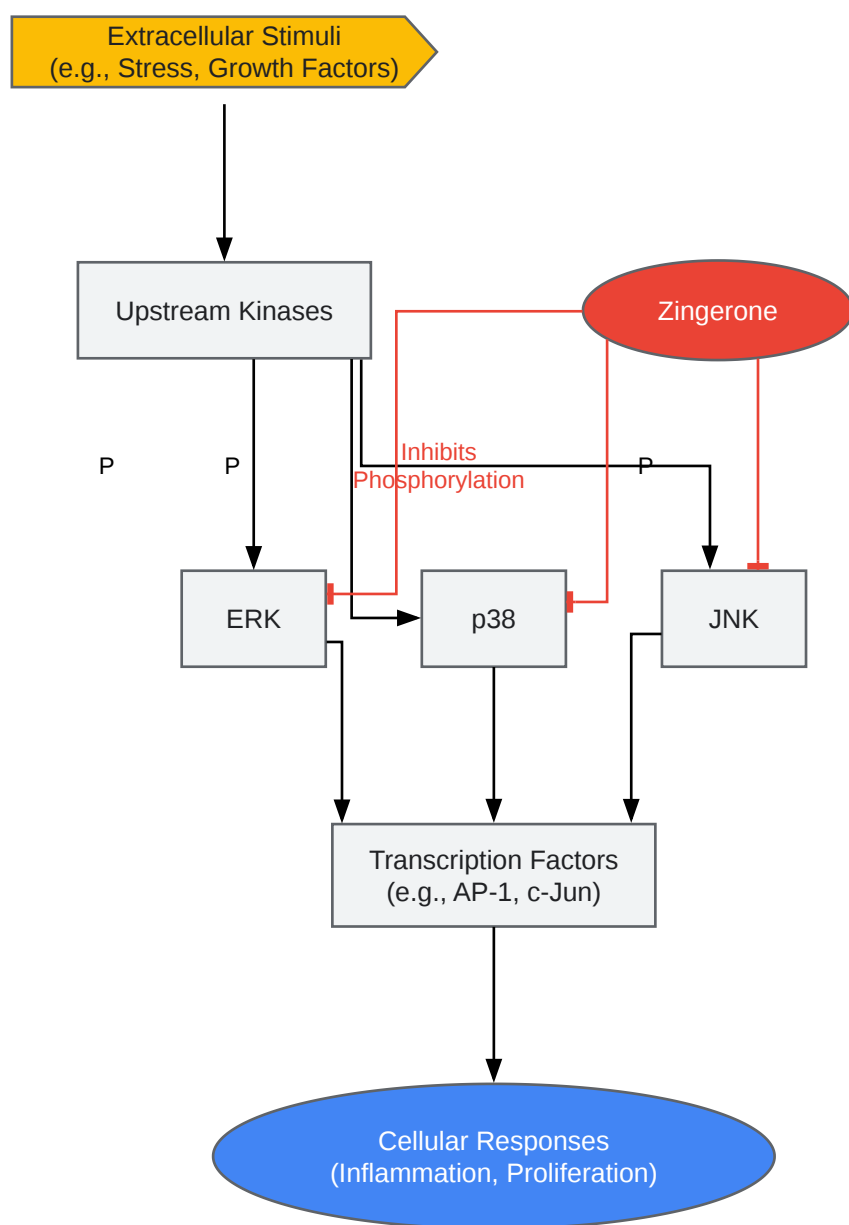 Extracellular Stimuli
(e.g., Stress, Growth Factors)
Upstream Kinases
Zingerone
P
P
Inhibits
Phosphorylation
P
ERK
p38
JNK
Transcription Factors
(e.g., AP-1, c-Jun)
Cellular Responses
(Inflammation, Proliferation)